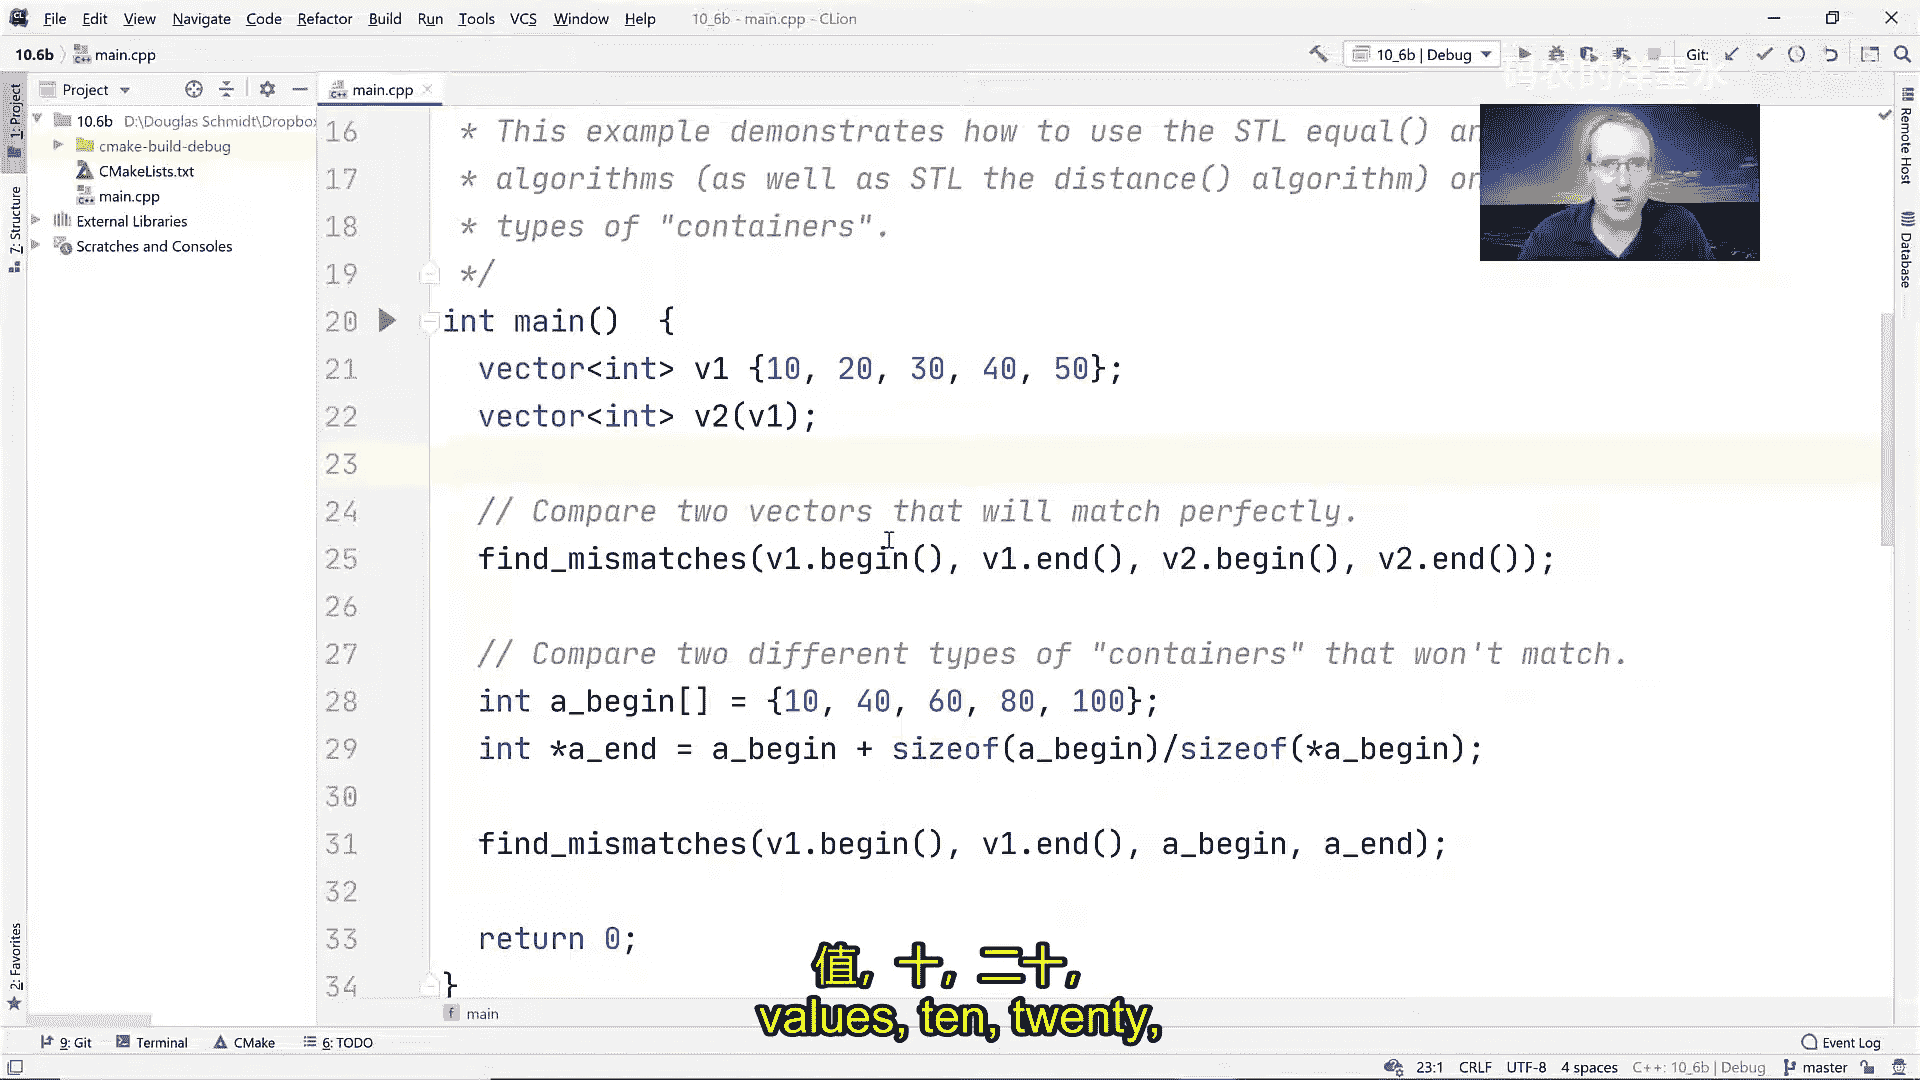 File Edit View Navigate Code Refactor Build Run Tools VCS Window Help 10_6b - main.cpp - CLion
10.6b main.cpp 10_6b | Debug Git:
码农的洋墨水
Project main.cpp
1: Project
10.6b D:\Douglas Schmidt\Dropbox
cmake-build-debug
CMakeLists.txt
main.cpp
External Libraries
Scratches and Consoles
7: Structure
2: Favorites
Remote Host
Database
16 * This example demonstrates how to use the STL equal()
17 * algorithms (as well as STL the distance() algorithm)
18 * types of "containers".
19 */
20 int main() {
21 vector<int> v1 {10, 20, 30, 40, 50};
22 vector<int> v2(v1);
23
24 // Compare two vectors that will match perfectly.
25 find_mismatches(v1.begin(), v1.end(), v2.begin(), v2.end());
26
27 // Compare two different types of "containers" that won't match.
28 int a_begin[] = {10, 40, 60, 80, 100};
29 int *a_end = a_begin + sizeof(a_begin)/sizeof(*a_begin);
30
31 find_mismatches(v1.begin(), v1.end(), a_begin, a_end);
32
33 return 0;
34 }
main
值, 十, 二十,
values, ten, twenty,
9: Git Terminal CMake 6: TODO Event Log
23:1 CRLF UTF-8 4 spaces C++: 10_6b | Debug master